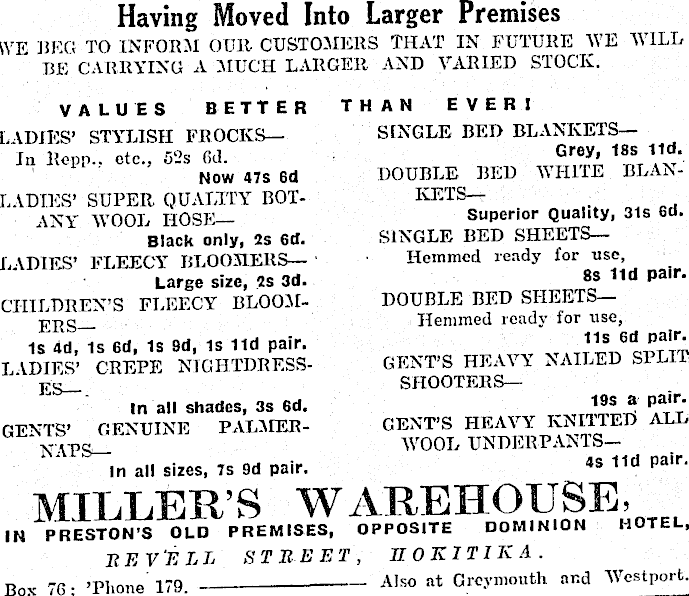 Having Moved Into Larger Premises
WE BEG TO INFORM OUR CUSTOMERS THAT IN FUTURE WE WILL
BE CARRYING A MUCH LARGER AND VARIED STOCK.
VALUES BETTER THAN EVER!
LADIES' STYLISH FROCKS—
In Repp., etc., 52s 6d.
Now 47s 6d
LADIES' SUPER QUALITY BOT-
ANY WOOL HOSE—
Black only, 2s 6d.
LADIES' FLEECY BLOOMERS—
Large size, 2s 3d.
CHILDREN'S FLEECY BLOOM-
ERS—
1s 4d, 1s 6d, 1s 9d, 1s 11d pair.
LADIES' CREPE NIGHTDRESS-
ES—
In all shades, 3s 6d.
GENTS' GENUINE PALMER-
NAPS—
In all sizes, 7s 9d pair.
SINGLE BED BLANKETS—
Grey, 18s 11d.
DOUBLE BED WHITE BLAN-
KETS—
Superior Quality, 31s 6d.
SINGLE BED SHEETS—
Hemmed ready for use,
8s 11d pair.
DOUBLE BED SHEETS—
Hemmed ready for use,
11s 6d pair.
GENT'S HEAVY NAILED SPLIT
SHOOTERS—
19s a pair.
GENT'S HEAVY KNITTED ALL
WOOL UNDERPANTS—
4s 11d pair.
MILLER'S WAREHOUSE,
IN PRESTON'S OLD PREMISES, OPPOSITE DOMINION HOTEL,
REVELL STREET, HOKITIKA.
Box 76; 'Phone 179. ——— Also at Greymouth and Westport.